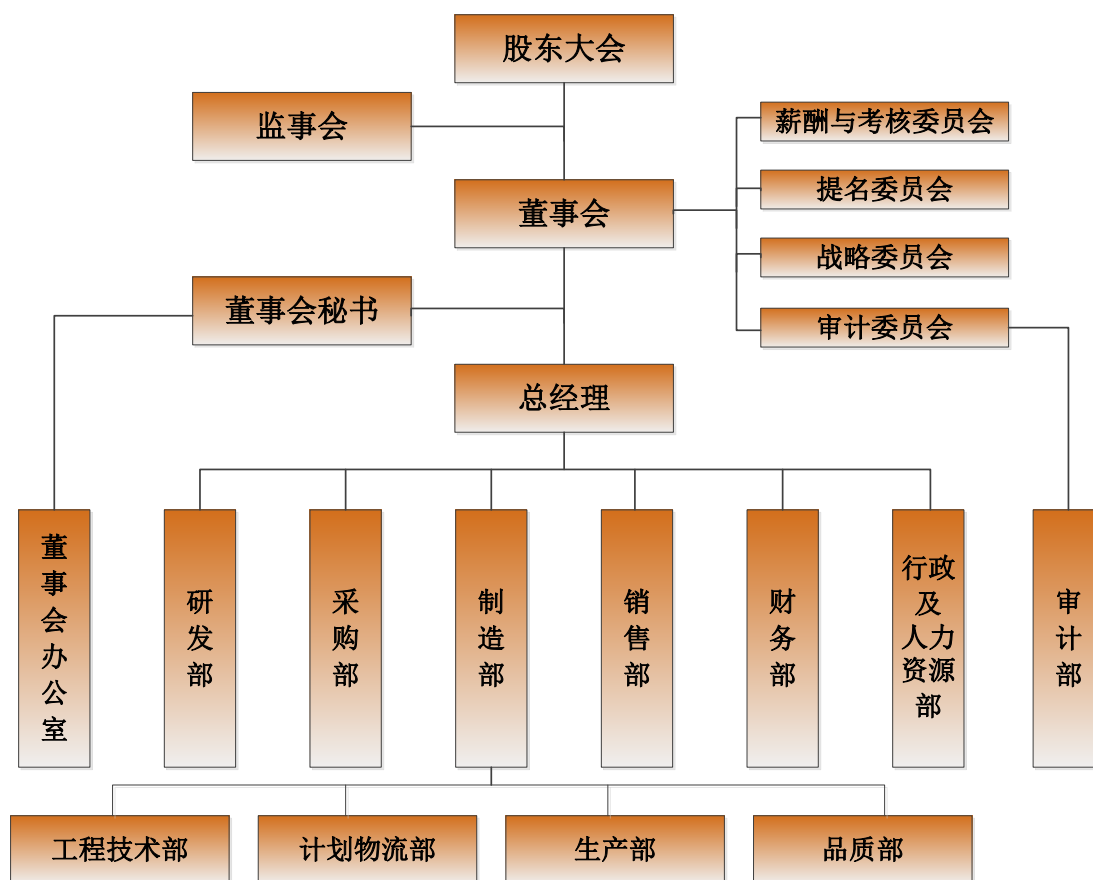 股东大会
监事会
薪酬与考核委员会
提名委员会
董事会
战略委员会
董事会秘书
审计委员会
总经理
董事会办公室
研发部
采购部
制造部
销售部
财务部
行政
及
人力
资源
部
审计部
工程技术部
计划物流部
生产部
品质部